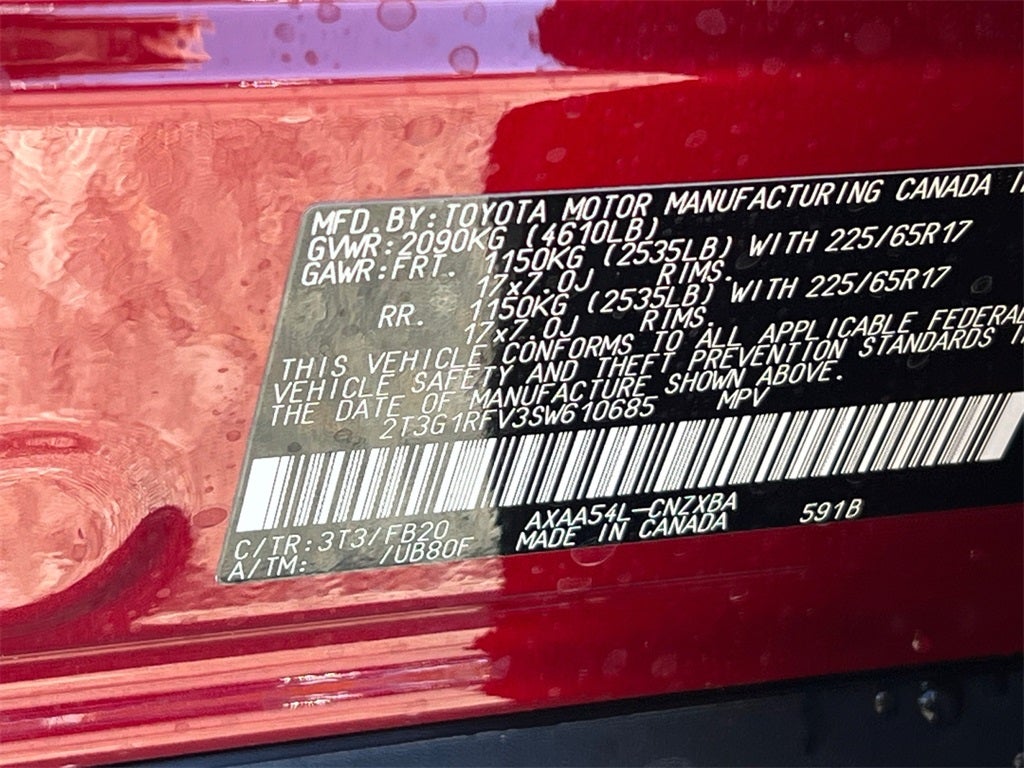 MFD. BY: TOYOTA MOTOR MANUFACTURING CANADA
GVWR: 2090KG (4610LB)
GAWR: FRT. 1150KG (2535LB) WITH 225/65R17
17x7.0J RIMS.
RR. 1150KG (2535LB) WITH 225/65R17
17x7.0J RIMS.
THIS VEHICLE CONFORMS TO ALL APPLICABLE FEDERAL
VEHICLE SAFETY AND THEFT PREVENTION STANDARDS
THE DATE OF MANUFACTURE SHOWN ABOVE.
2T3G1RFV3SW610685 MPV
AXAA54L-CNZXBA 591B
C/TR: 3T3/FB20 MADE IN CANADA
A/TM: /UB80F